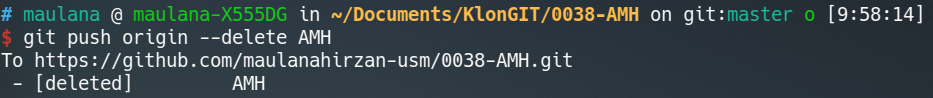 # maulana @ maulana-X555DG in ~/Documents/KlonGIT/0038-AMH on git:master o [9:58:14]
$ git push origin --delete AMH
To https://github.com/maulanahirzan-usm/0038-AMH.git
 - [deleted]         AMH